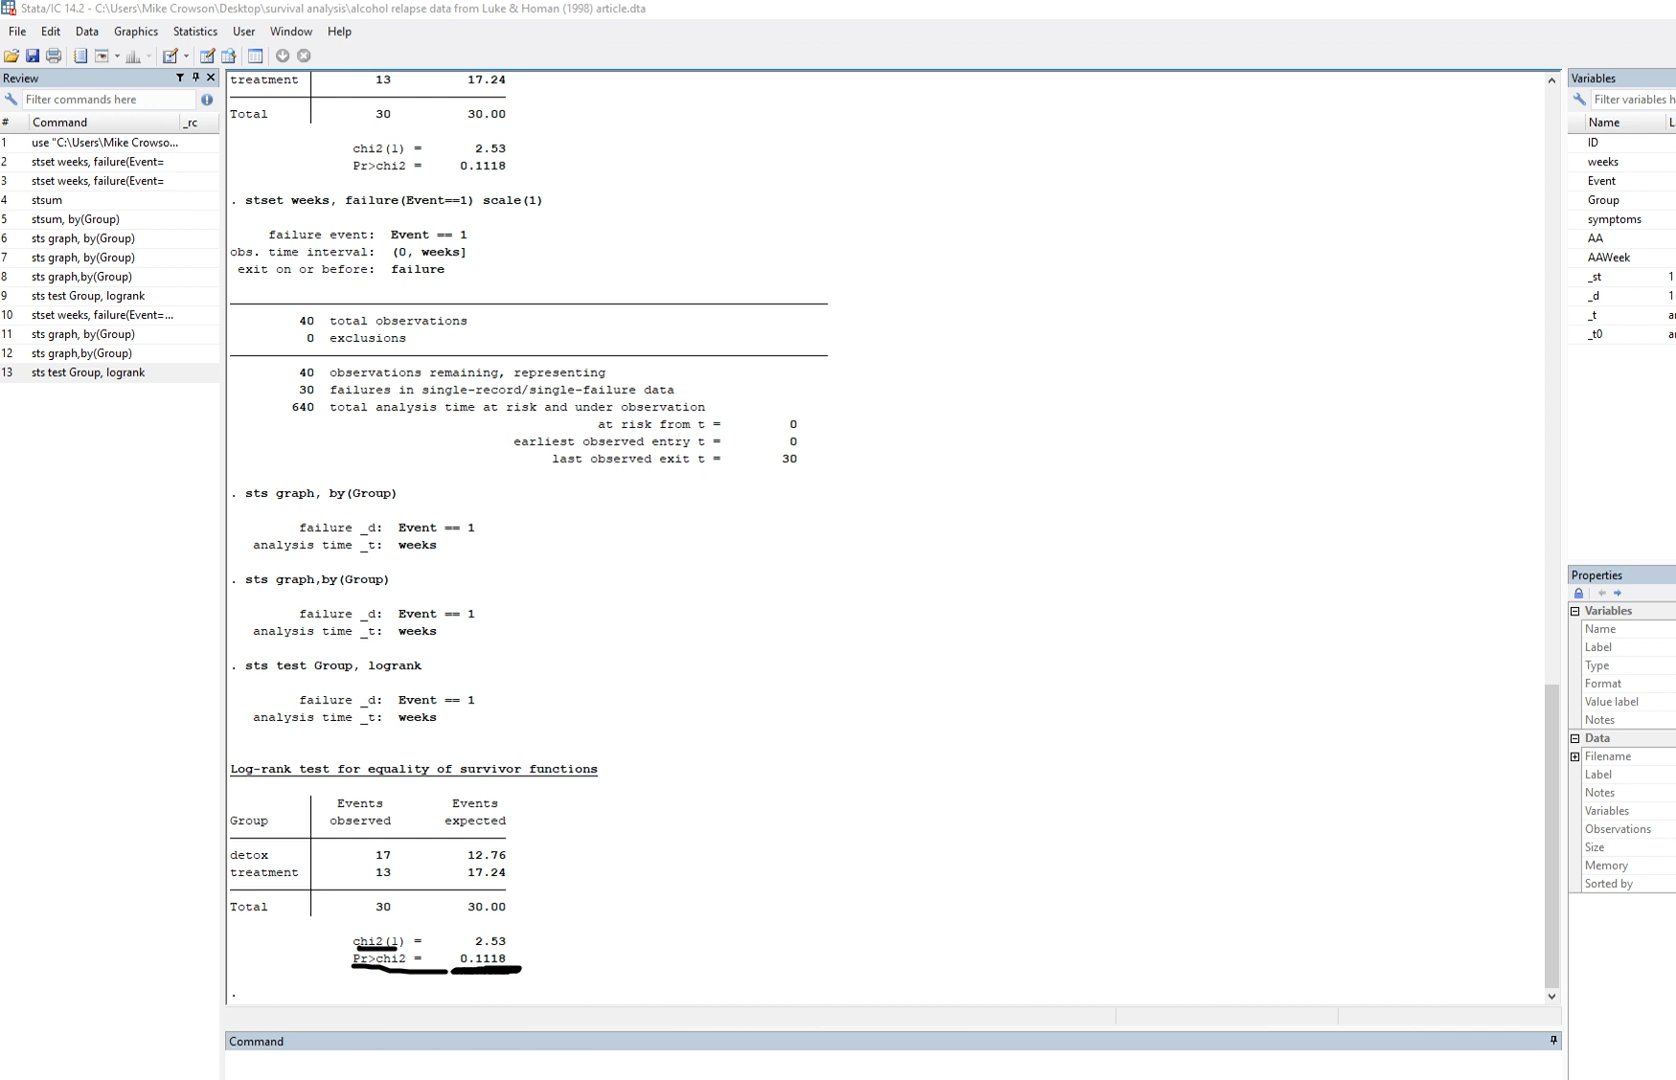 Stata/IC 14.2 - C:\Users\Mike Crowson\Desktop\survival analysis\alcohol relapse data from Luke & Homan (1998) article.dta
File Edit Data Graphics Statistics User Window Help
Review
Filter commands here
# Command _rc
1 use "C:\Users\Mike Crowso...
2 stset weeks, failure(Event=
3 stset weeks, failure(Event=
4 stsum
5 stsum, by(Group)
6 sts graph, by(Group)
7 sts graph, by(Group)
8 sts graph,by(Group)
9 sts test Group, logrank
10 stset weeks, failure(Event=...
11 sts graph, by(Group)
12 sts graph,by(Group)
13 sts test Group, logrank
treatment 13 17.24
Total 30 30.00
chi2(1) = 2.53
Pr>chi2 = 0.1118
. stset weeks, failure(Event==1) scale(1)
failure event: Event == 1
obs. time interval: (0, weeks]
exit on or before: failure
40 total observations
0 exclusions
40 observations remaining, representing
30 failures in single-record/single-failure data
640 total analysis time at risk and under observation
at risk from t = 0
earliest observed entry t = 0
last observed exit t = 30
. sts graph, by(Group)
failure _d: Event == 1
analysis time _t: weeks
. sts graph,by(Group)
failure _d: Event == 1
analysis time _t: weeks
. sts test Group, logrank
failure _d: Event == 1
analysis time _t: weeks
Log-rank test for equality of survivor functions
Events Events
Group observed expected
detox 17 12.76
treatment 13 17.24
Total 30 30.00
chi2(1) = 2.53
Pr>chi2 = 0.1118
.
Command
Variables
Filter variables h
Name L
ID
weeks
Event
Group
symptoms
AA
AAWeek
_st 1
_d 1
_t a
_t0 a
Properties
Variables
Name
Label
Type
Format
Value label
Notes
Data
Filename
Label
Notes
Variables
Observations
Size
Memory
Sorted by